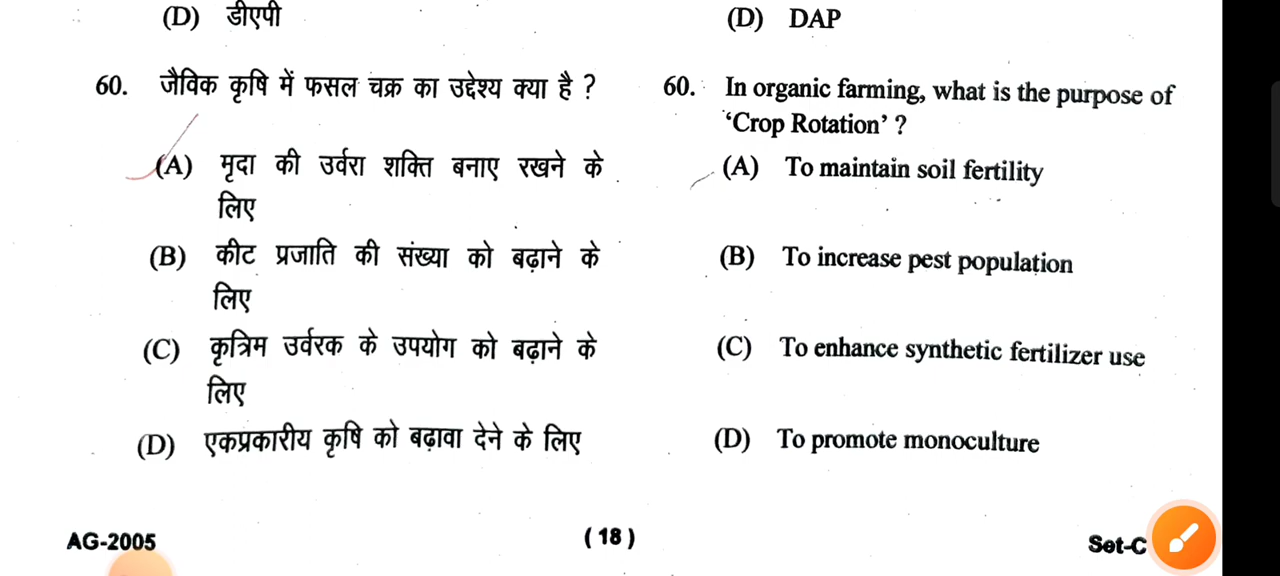 (D) डीएपी
60. जैविक कृषि में फसल चक्र का उद्देश्य क्या है ?
(A) मृदा की उर्वरा शक्ति बनाए रखने के
लिए
(B) कीट प्रजाति की संख्या को बढ़ाने के
लिए
(C) कृत्रिम उर्वरक के उपयोग को बढ़ाने के
लिए
(D) एकप्रकारीय कृषि को बढ़ावा देने के लिए
(D) DAP
60. In organic farming, what is the purpose of
‘Crop Rotation’ ?
(A) To maintain soil fertility
(B) To increase pest population
(C) To enhance synthetic fertilizer use
(D) To promote monoculture
AG-2005
( 18 )
Set-C